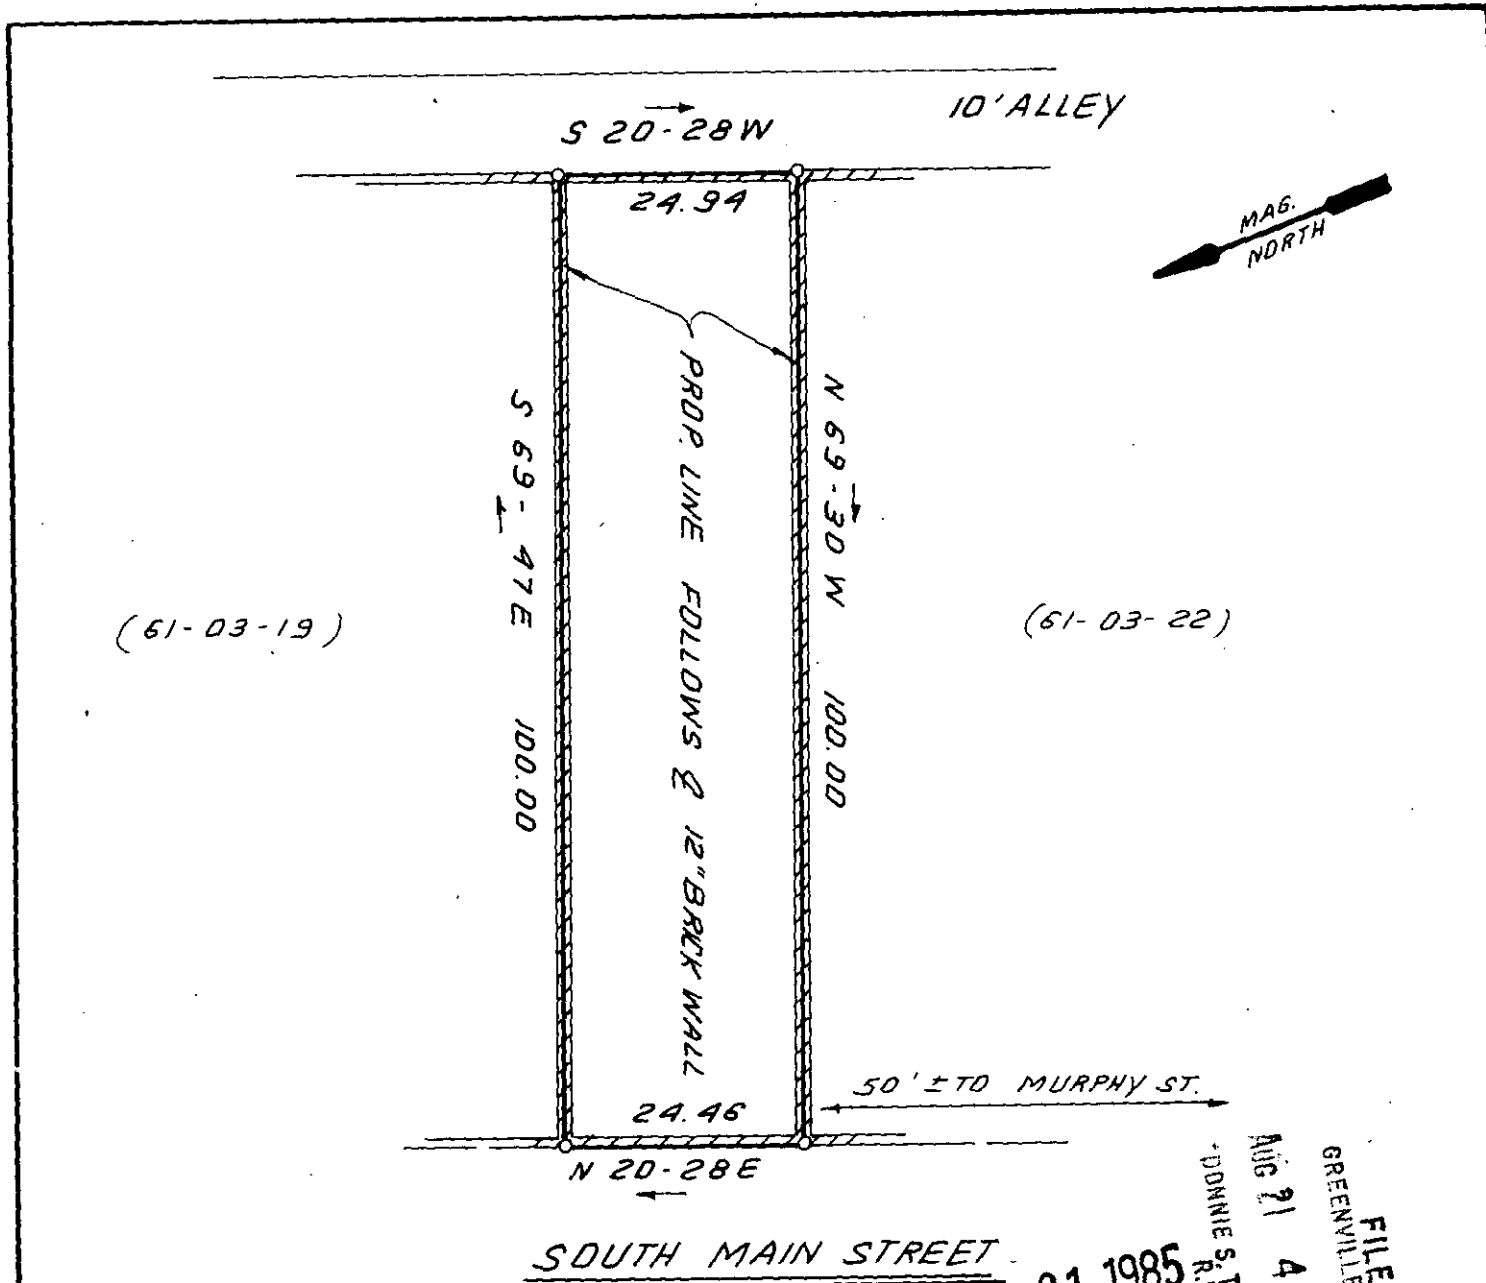 10' ALLEY
S 20-28W
24.94
MAG.
NORTH
PROP. LINE FOLLOWS ℄ 12" BRICK WALL
S 69-47E 100.00
N 69-30W 100.00
(61-03-19)
(61-03-22)
50' ± TO MURPHY ST.
24.46
N 20-28E
SOUTH MAIN STREET
1985
FILE
GREENVILLE
AUG 21 4
DONNIE S. T
R.